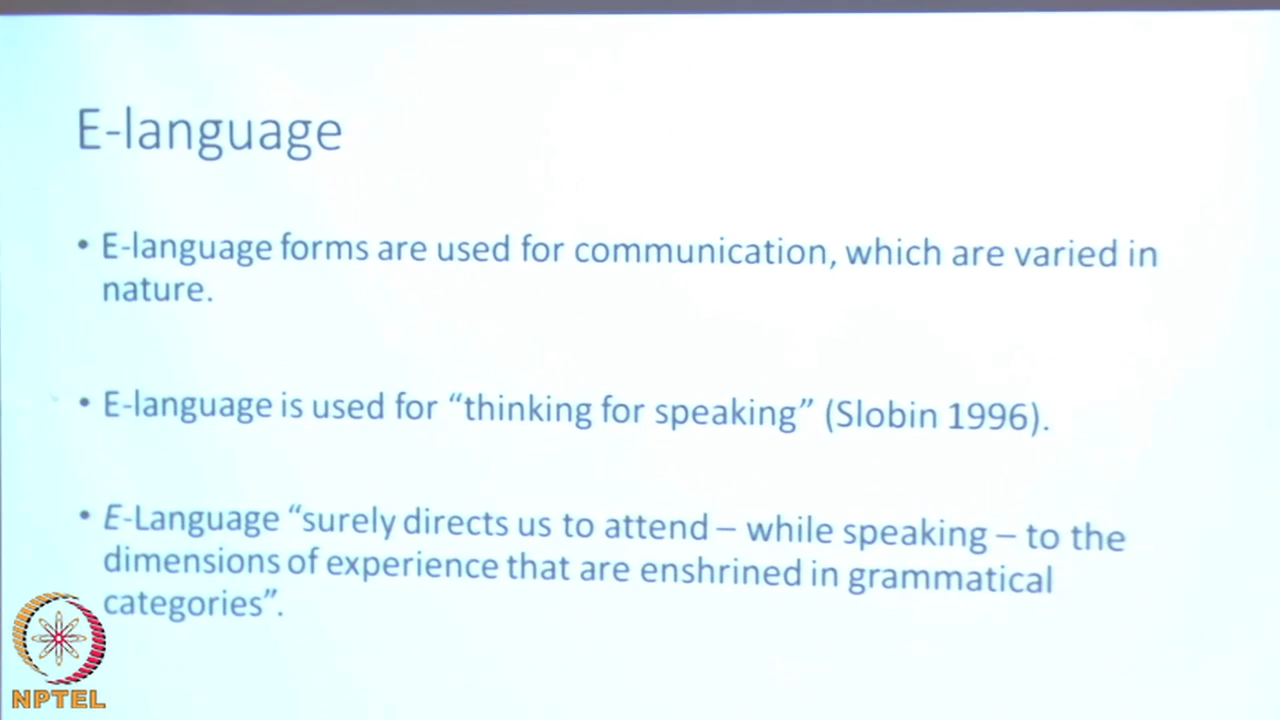 E-language
• E-language forms are used for communication, which are varied in
nature.
• E-language is used for “thinking for speaking” (Slobin 1996).
• E-Language “surely directs us to attend – while speaking – to the
dimensions of experience that are enshrined in grammatical
categories”.
NPTEL